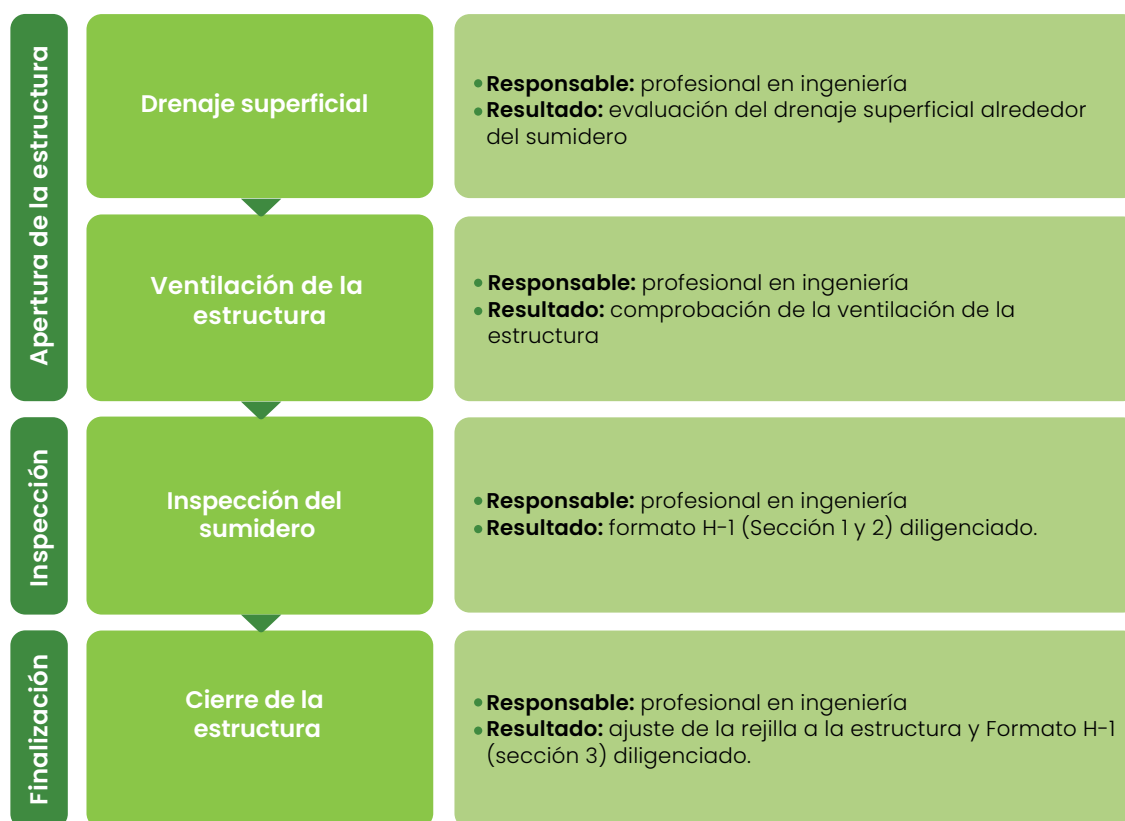 Apertura de la estructura
Drenaje superficial
• Responsable: profesional en ingeniería
• Resultado: evaluación del drenaje superficial alrededor
del sumidero
Ventilación de la
estructura
• Responsable: profesional en ingeniería
• Resultado: comprobación de la ventilación de la
estructura
Inspección
Inspección del
sumidero
• Responsable: profesional en ingeniería
• Resultado: formato H-1 (Sección 1 y 2) diligenciado.
Finalización
Cierre de la
estructura
• Responsable: profesional en ingeniería
• Resultado: ajuste de la rejilla a la estructura y Formato H-1
(sección 3) diligenciado.